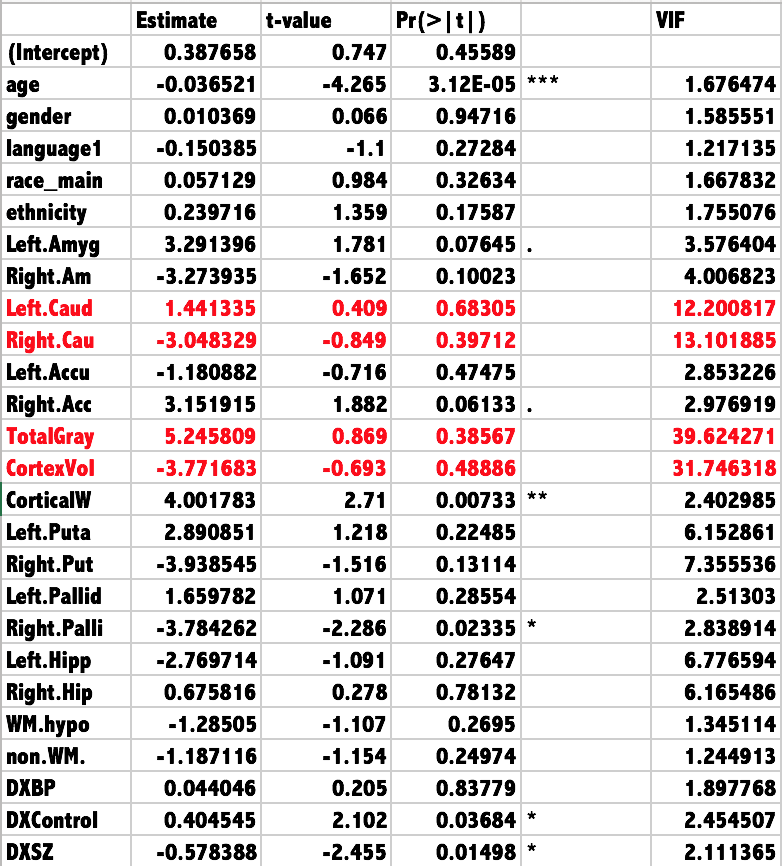 Estimate t-value Pr(>|t|) VIF
(Intercept) 0.387658 0.747 0.45589
age -0.036521 -4.265 3.12E-05 *** 1.676474
gender 0.010369 0.066 0.94716 1.585551
language1 -0.150385 -1.1 0.27284 1.217135
race_main 0.057129 0.984 0.32634 1.667832
ethnicity 0.239716 1.359 0.17587 1.755076
Left.Amyg 3.291396 1.781 0.07645 . 3.576404
Right.Am -3.273935 -1.652 0.10023 4.006823
Left.Caud 1.441335 0.409 0.68305 12.200817
Right.Cau -3.048329 -0.849 0.39712 13.101885
Left.Accu -1.180882 -0.716 0.47475 2.853226
Right.Acc 3.151915 1.882 0.06133 . 2.976919
TotalGray 5.245809 0.869 0.38567 39.624271
CortexVol -3.771683 -0.693 0.48886 31.746318
CorticalW 4.001783 2.71 0.00733 ** 2.402985
Left.Puta 2.890851 1.218 0.22485 6.152861
Right.Put -3.938545 -1.516 0.13114 7.355536
Left.Pallid 1.659782 1.071 0.28554 2.51303
Right.Palli -3.784262 -2.286 0.02335 * 2.838914
Left.Hipp -2.769714 -1.091 0.27647 6.776594
Right.Hip 0.675816 0.278 0.78132 6.165486
WM.hypo -1.28505 -1.107 0.2695 1.345114
non.WM. -1.187116 -1.154 0.24974 1.244913
DXBP 0.044046 0.205 0.83779 1.897768
DXControl 0.404545 2.102 0.03684 * 2.454507
DXSZ -0.578388 -2.455 0.01498 * 2.111365